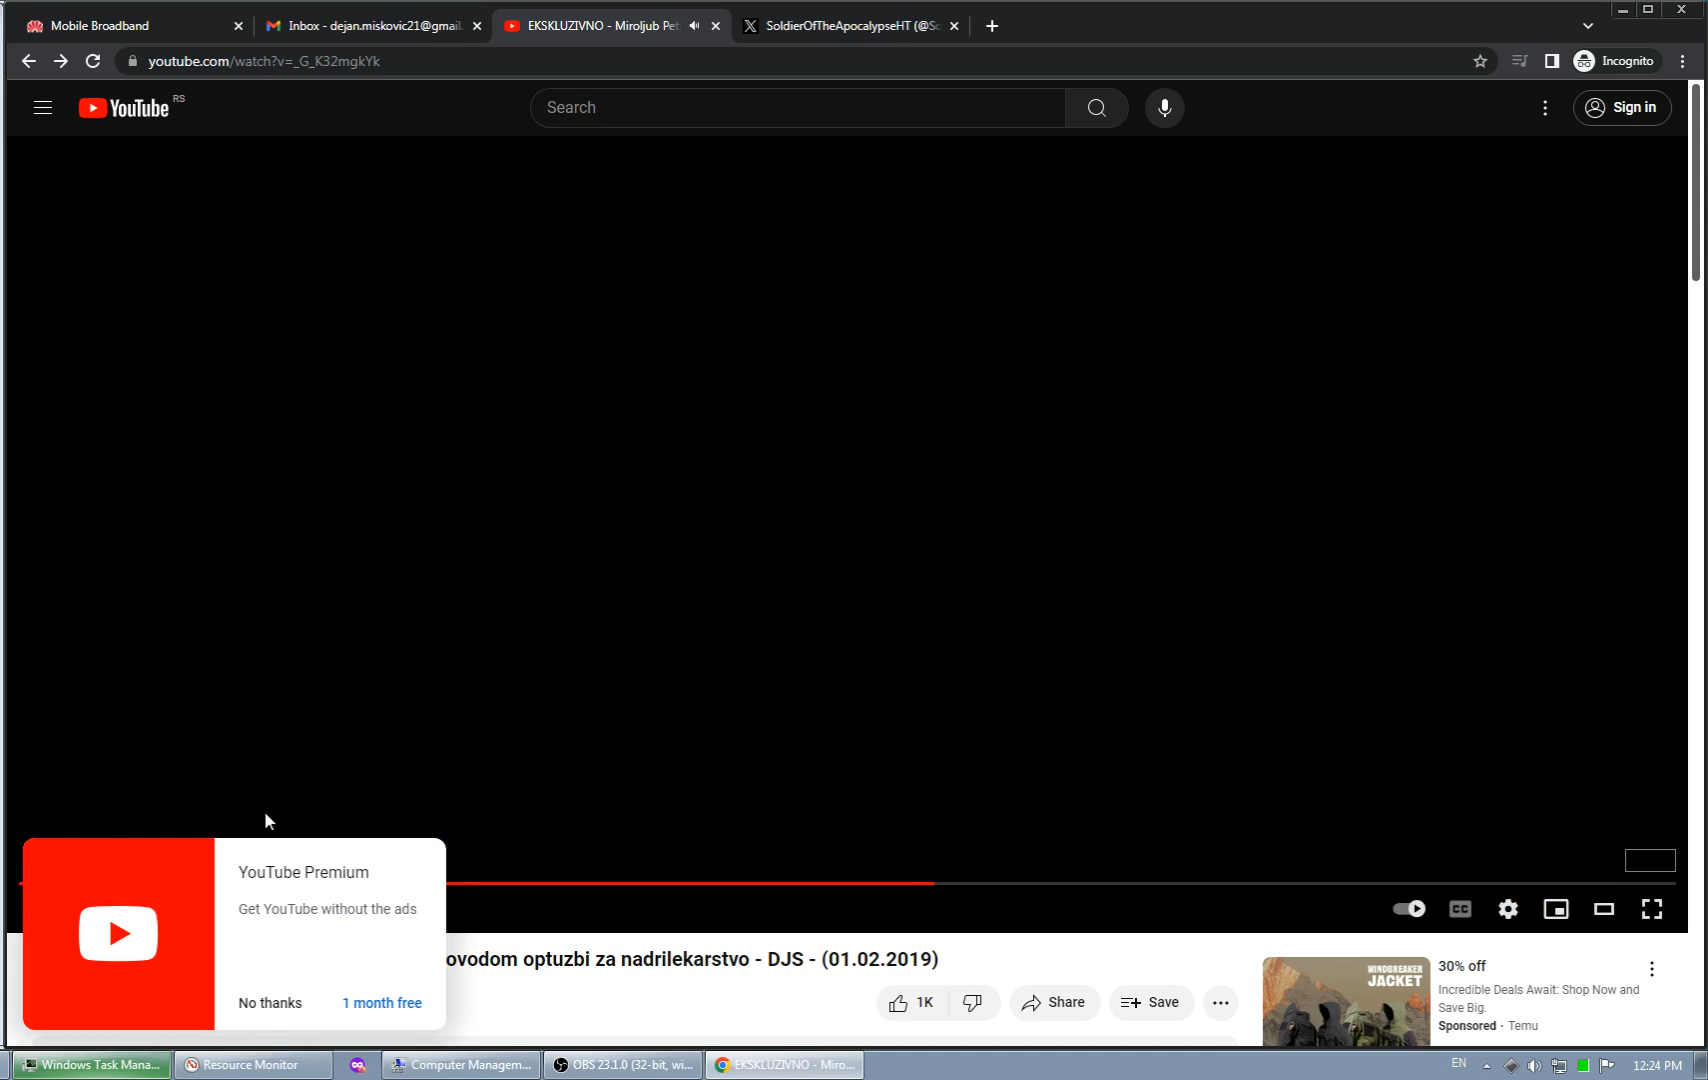 Mobile Broadband
Inbox - dejan.miskovic21@gmail.
EKSKLUZIVNO - Miroljub Pet
SoldierOfTheApocalypseHT (@So
youtube.com/watch?v=_G_K32mgkYk
Incognito
YouTube RS
Search
Sign in
YouTube Premium
Get YouTube without the ads
No thanks
1 month free
CC
ovodom optuzbi za nadrilekarstvo - DJS - (01.02.2019)
1K
Share
Save
WINDBREAKER
JACKET
30% off
Incredible Deals Await: Shop Now and
Save Big.
Sponsored · Temu
Windows Task Mana...
Resource Monitor
Computer Managem...
OBS 23.1.0 (32-bit, wi...
EKSKLUZIVNO - Miro...
EN
12:24 PM